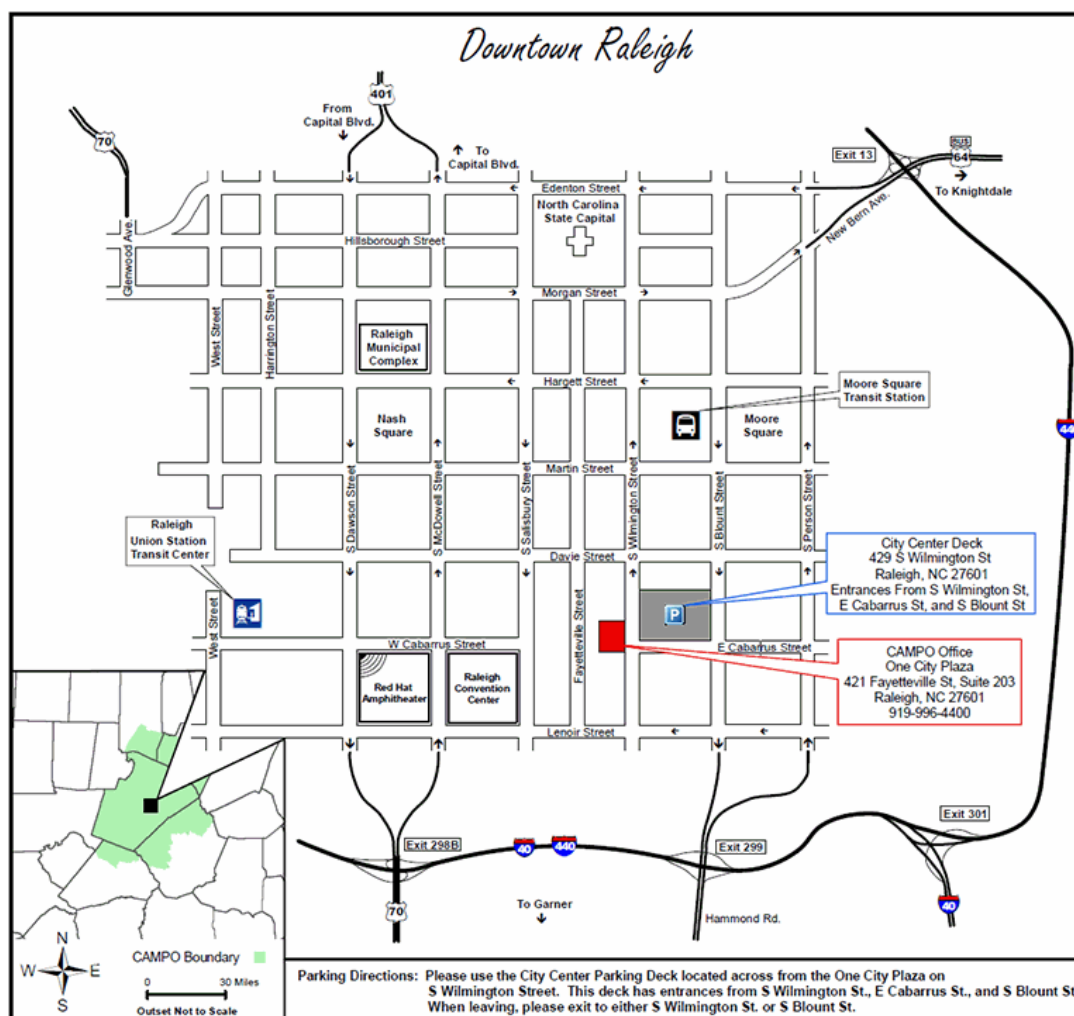 Downtown Raleigh
401
From
Capital Blvd.
To
Capital Blvd.
70
Exit 13
BUS
64
To Knightdale
Edenton Street
North Carolina
State Capital
New Bern Ave.
Glenwood Ave.
Hillsborough Street
Morgan Street
West Street
Harrington Street
Raleigh
Municipal
Complex
Hargett Street
Moore Square
Transit Station
Nash
Square
Moore
Square
Martin Street
S Dawson Street
S McDowell Street
S Salisbury Street
S Wilmington Street
S Blount Street
S Person Street
Raleigh
Union Station
Transit Center
Davie Street
City Center Deck
429 S Wilmington St
Raleigh, NC 27601
Entrances From S Wilmington St,
E Cabarrus St, and S Blount St
P
West Street
Fayetteville Street
W Cabarrus Street
E Cabarrus Street
CAMPO Office
One City Plaza
421 Fayetteville St, Suite 203
Raleigh, NC 27601
919-996-4400
Red Hat
Amphitheater
Raleigh
Convention
Center
Lenoir Street
Exit 298B
40
440
Exit 299
Exit 301
40
70
To Garner
Hammond Rd.
N
W
E
S
CAMPO Boundary
0
30 Miles
Outset Not to Scale
Parking Directions: Please use the City Center Parking Deck located across from the One City Plaza on
S Wilmington Street. This deck has entrances from S Wilmington St., E Cabarrus St., and S Blount St
When leaving, please exit to either S Wilmington St. or S Blount St.